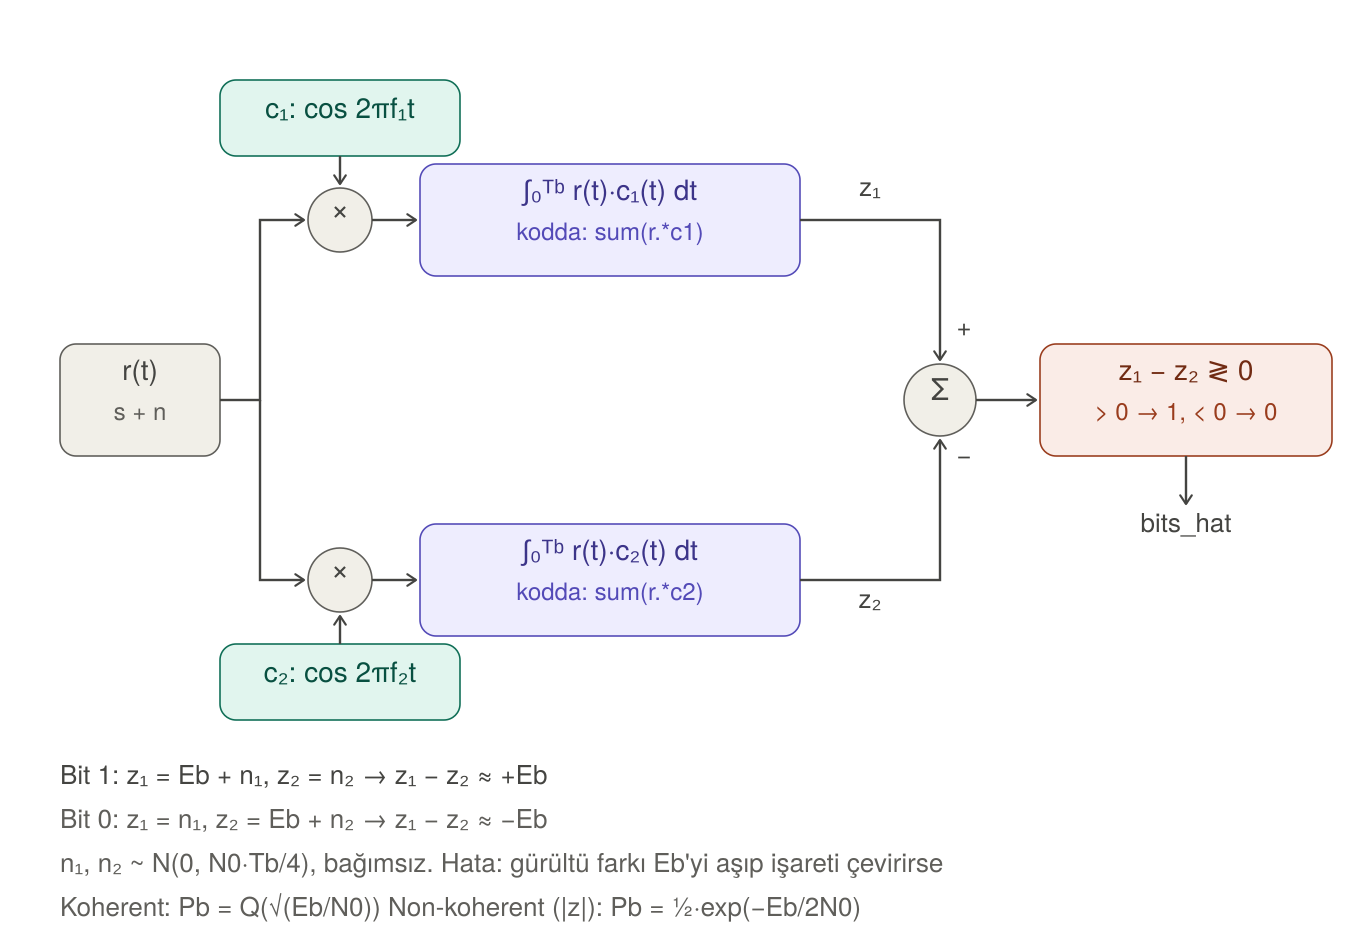 c₁: cos 2πf₁t
×
∫₀ᵀᵇ r(t)·c₁(t) dt
kodda: sum(r.*c1)
z₁
+
r(t)
s + n
Σ
z₁ − z₂ ≷ 0
> 0 → 1, < 0 → 0
−
bits_hat
×
∫₀ᵀᵇ r(t)·c₂(t) dt
kodda: sum(r.*c2)
z₂
c₂: cos 2πf₂t
Bit 1: z₁ = Eb + n₁, z₂ = n₂ → z₁ − z₂ ≈ +Eb
Bit 0: z₁ = n₁, z₂ = Eb + n₂ → z₁ − z₂ ≈ −Eb
n₁, n₂ ~ N(0, N0·Tb/4), bağımsız. Hata: gürültü farkı Eb'yi aşıp işareti çevirirse
Koherent: Pb = Q(√(Eb/N0)) Non-koherent (|z|): Pb = ½·exp(−Eb/2N0)